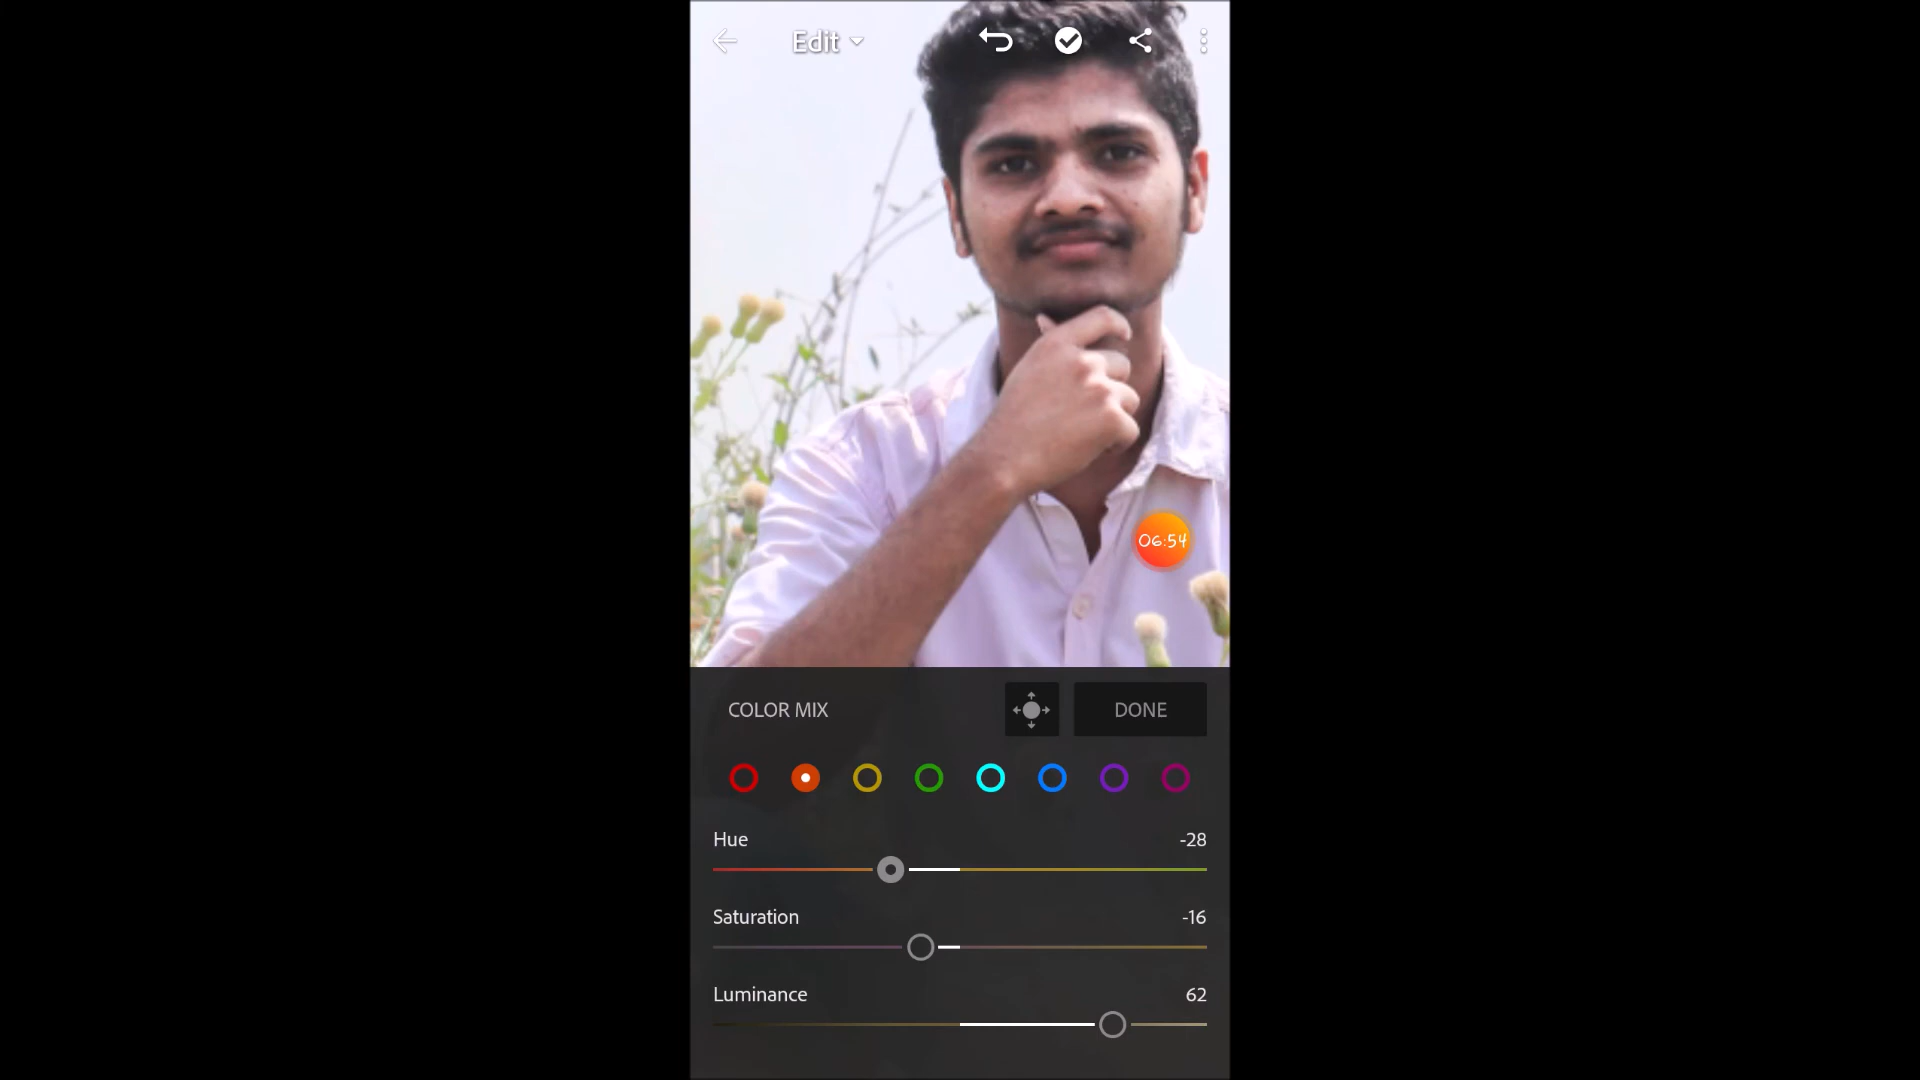 Edit
06:54
COLOR MIX DONE
Hue -28
Saturation -16
Luminance 62